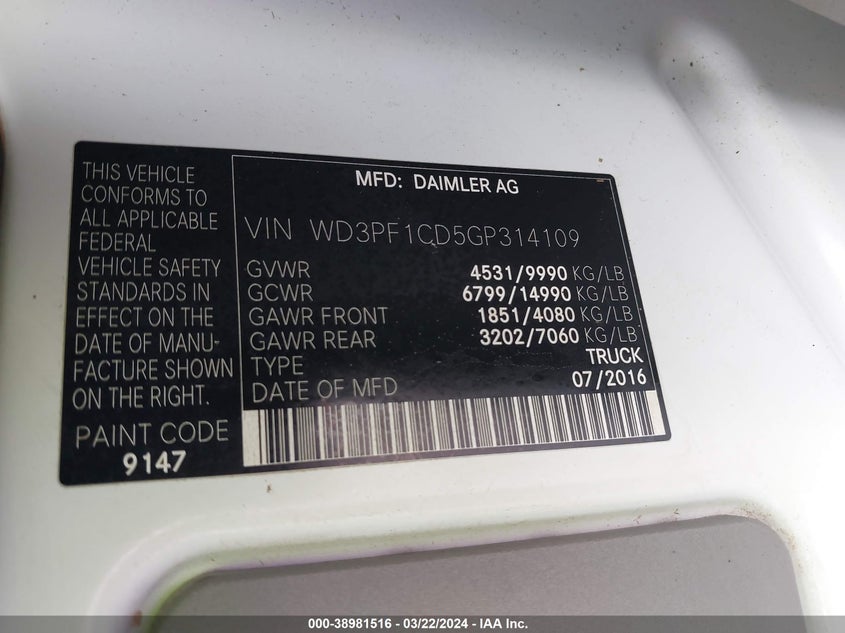 THIS VEHICLE
CONFORMS TO
ALL APPLICABLE
FEDERAL
VEHICLE SAFETY
STANDARDS IN
EFFECT ON THE
DATE OF MANU-
FACTURE SHOWN
ON THE RIGHT.
PAINT CODE
9147
MFD: DAIMLER AG
VIN WD3PF1CD5GP314109
GVWR 4531/9990 KG/LB
GCWR 6799/14990 KG/LB
GAWR FRONT 1851/4080 KG/LB
GAWR REAR 3202/7060 KG/LB
TYPE TRUCK
DATE OF MFD 07/2016
000-38981516 - 03/22/2024 - IAA Inc.